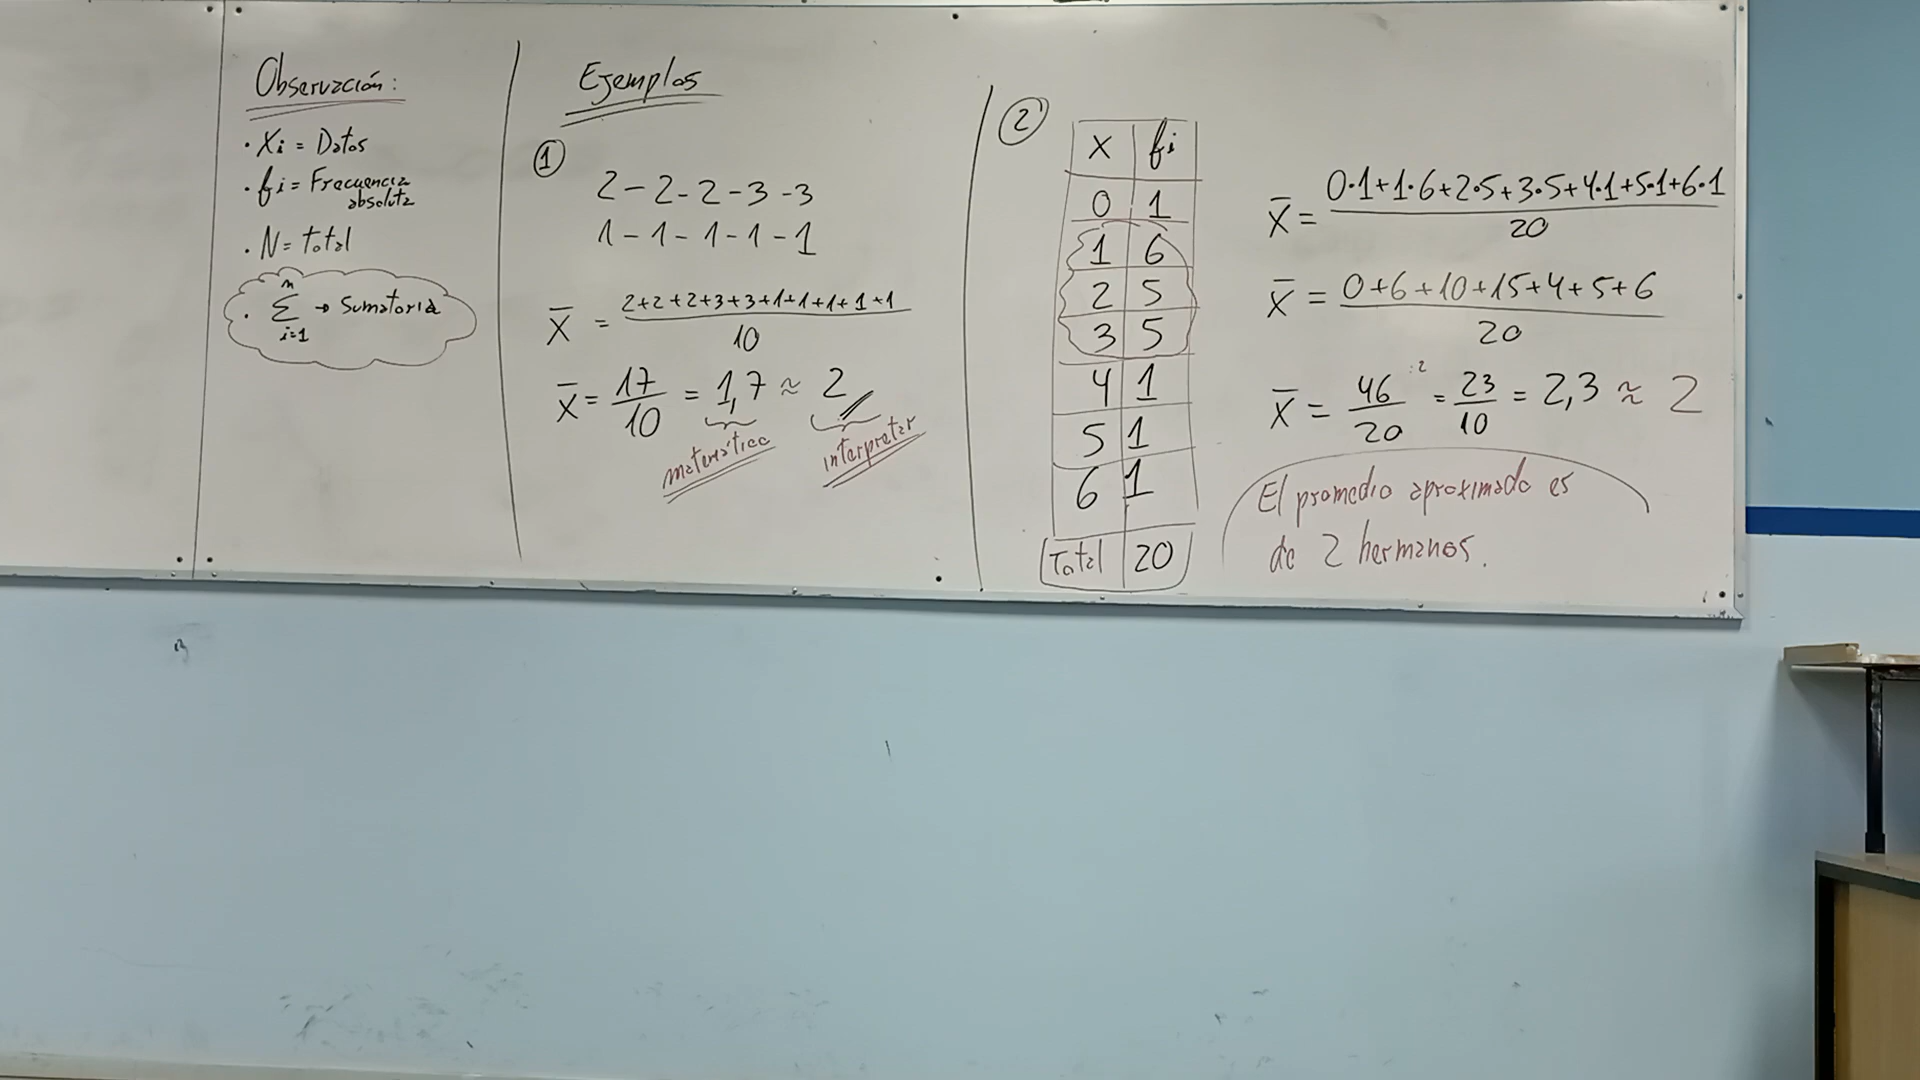 Observación:
• Xi = Datos
• fi = Frecuencia
absoluta
• N = Total
• n Σ i=1 → Sumatoria
Ejemplos
①
2 - 2 - 2 - 3 - 3
1 - 1 - 1 - 1 - 1
X̄ = 2+2+2+3+3+1+1+1+1+1 / 10
X̄ = 17/10 = 1,7 ≈ 2
matemática interpretar
②
X fi
0 1
1 6
2 5
3 5
4 1
5 1
6 1
Total 20
X̄ = 0•1+1•6+2•5+3•5+4•1+5•1+6•1 / 20
X̄ = 0+6+10+15+4+5+6 / 20
X̄ = 46/20 :2 = 23/10 = 2,3 ≈ 2
El promedio aproximado es
de 2 hermanos.